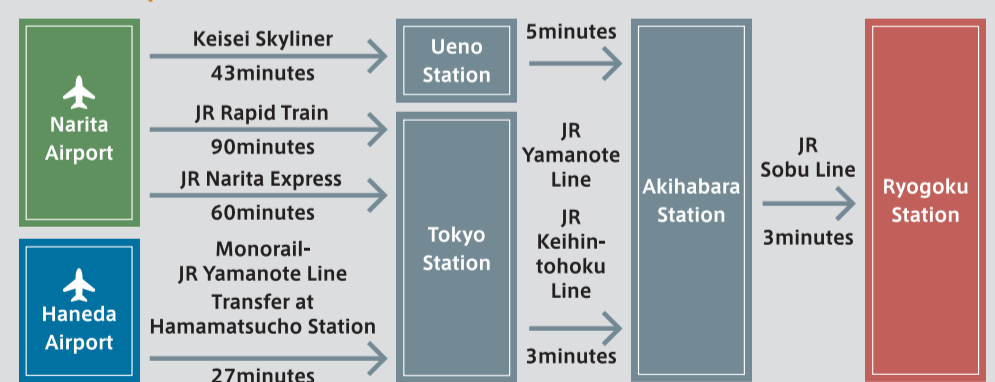 Narita
Airport
Keisei Skyliner
43minutes
JR Rapid Train
90minutes
JR Narita Express
60minutes
Haneda
Airport
Monorail-
JR Yamanote Line
Transfer at
Hamamatsucho Station
27minutes
Ueno
Station
Tokyo
Station
5minutes
JR
Yamanote
Line
JR
Keihin-
tohoku
Line
3minutes
Akihabara
Station
JR
Sobu Line
3minutes
Ryogoku
Station